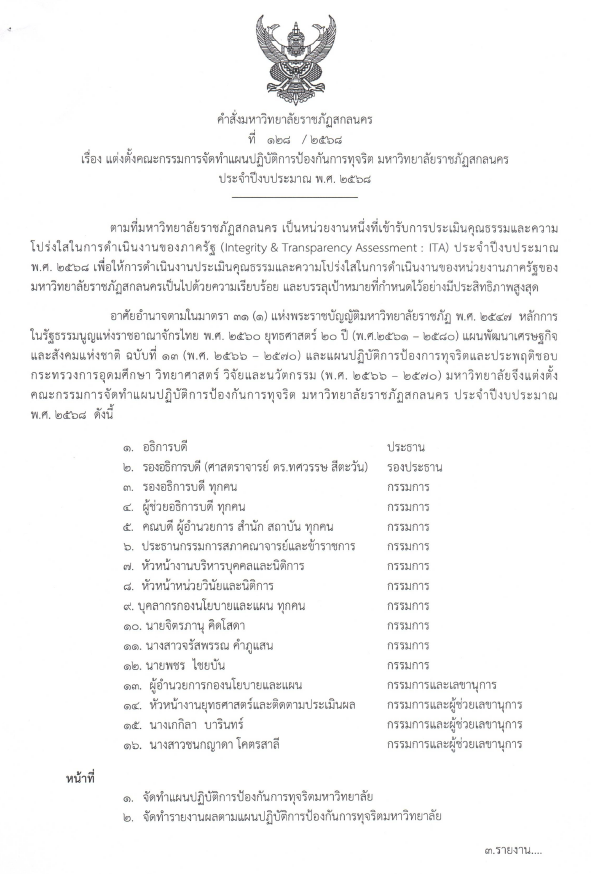 คำสั่งมหาวิทยาลัยราชภัฏสกลนคร
ที่ ๑๒๘ / ๒๕๖๘
เรื่อง แต่งตั้งคณะกรรมการจัดทำแผนปฏิบัติการป้องกันการทุจริต มหาวิทยาลัยราชภัฏสกลนคร
ประจำปีงบประมาณ พ.ศ. ๒๕๖๘
ตามที่มหาวิทยาลัยราชภัฏสกลนคร เป็นหน่วยงานหนึ่งที่เข้ารับการประเมินคุณธรรมและความ
โปร่งใสในการดำเนินงานของภาครัฐ (Integrity & Transparency Assessment : ITA) ประจำปีงบประมาณ
พ.ศ. ๒๕๖๘ เพื่อให้การดำเนินงานประเมินคุณธรรมและความโปร่งใสในการดำเนินงานของหน่วยงานภาครัฐของ
มหาวิทยาลัยราชภัฏสกลนครเป็นไปด้วยความเรียบร้อย และบรรลุเป้าหมายที่กำหนดไว้อย่างมีประสิทธิภาพสูงสุด
อาศัยอำนาจตามในมาตรา ๓๑ (๑) แห่งพระราชบัญญัติมหาวิทยาลัยราชภัฏ พ.ศ. ๒๕๔๗ หลักการ
ในรัฐธรรมนูญแห่งราชอาณาจักรไทย พ.ศ. ๒๕๖๐ ยุทธศาสตร์ ๒๐ ปี (พ.ศ.๒๕๖๑ – ๒๕๘๐) แผนพัฒนาเศรษฐกิจ
และสังคมแห่งชาติ ฉบับที่ ๑๓ (พ.ศ. ๒๕๖๖ – ๒๕๗๐) และแผนปฏิบัติการป้องการทุจริตและประพฤติชอบ
กระทรวงการอุดมศึกษา วิทยาศาสตร์ วิจัยและนวัตกรรม (พ.ศ. ๒๕๖๖ – ๒๕๗๐) มหาวิทยาลัยจึงแต่งตั้ง
คณะกรรมการจัดทำแผนปฏิบัติการป้องกันการทุจริต มหาวิทยาลัยราชภัฏสกลนคร ประจำปีงบประมาณ
พ.ศ. ๒๕๖๘ ดังนี้
๑. อธิการบดี ประธาน
๒. รองอธิการบดี (ศาสตราจารย์ ดร.ทศวรรษ สีตะวัน) รองประธาน
๓. รองอธิการบดี ทุกคน กรรมการ
๔. ผู้ช่วยอธิการบดี ทุกคน กรรมการ
๕. คณบดี ผู้อำนวยการ สำนัก สถาบัน ทุกคน กรรมการ
๖. ประธานกรรมการสภาคณาจารย์และข้าราชการ กรรมการ
๗. หัวหน้างานบริหารบุคคลและนิติการ กรรมการ
๘. หัวหน้าหน่วยวินัยและนิติการ กรรมการ
๙. บุคลากรกองนโยบายและแผน ทุกคน กรรมการ
๑๐. นายจิตรภานุ คิดโสดา กรรมการ
๑๑. นางสาวจรัสพรรณ คำภูแสน กรรมการ
๑๒. นายพชร ไชยบัน กรรมการ
๑๓. ผู้อำนวยการกองนโยบายและแผน กรรมการและเลขานุการ
๑๔. หัวหน้างานยุทธศาสตร์และติดตามประเมินผล กรรมการและผู้ช่วยเลขานุการ
๑๕. นางเกกิลา บารินทร์ กรรมการและผู้ช่วยเลขานุการ
๑๖. นางสาวชนกญาดา โคตรสาลี กรรมการและผู้ช่วยเลขานุการ
หน้าที่
๑. จัดทำแผนปฏิบัติการป้องกันการทุจริตมหาวิทยาลัย
๒. จัดทำรายงานผลตามแผนปฏิบัติการป้องกันการทุจริตมหาวิทยาลัย
๓.รายงาน....